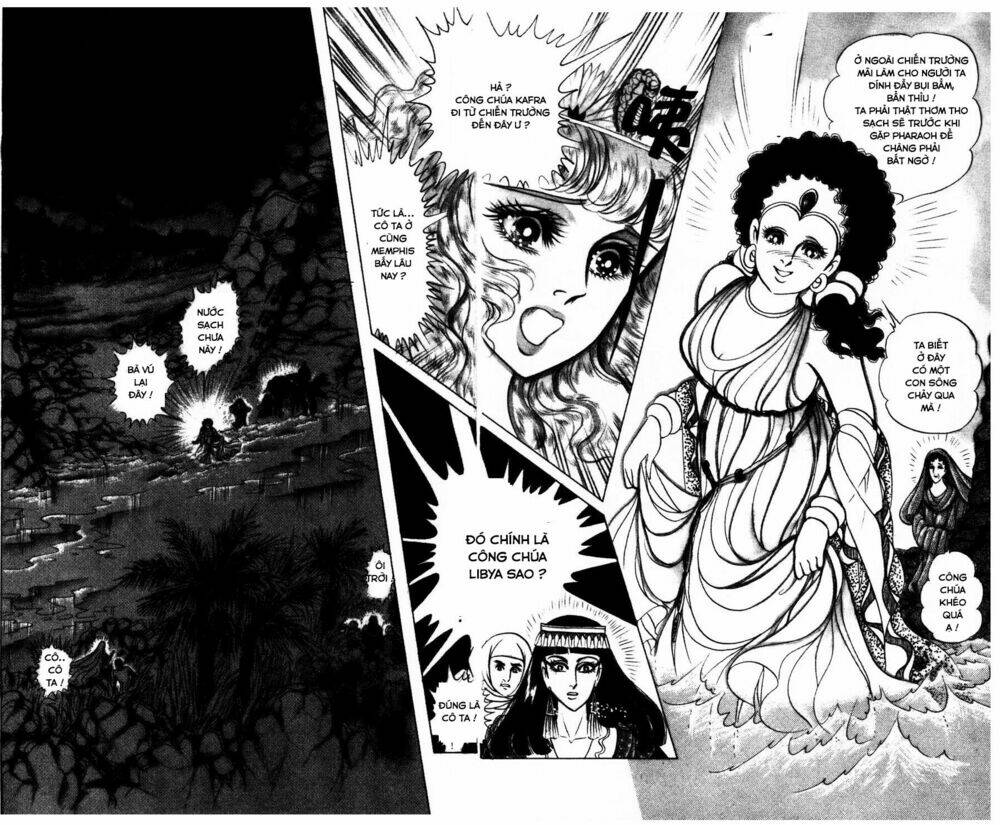 NƯỚC
SẠCH
CHƯA
NÀY !
BÀ VÚ
LẠI
ĐÂY !
ÔI
TRỜI
CÔ..
CÔ
TA !
HẢ ?
CÔNG CHÚA KAFRA
ĐI TỪ CHIẾN TRƯỜNG
ĐẾN ĐÂY Ư ?
咦
!
TỨC LÀ...
CÔ TA Ở
CÙNG
MEMPHIS
BẤY LÂU
NAY ?
ĐÓ CHÍNH LÀ
CÔNG CHÚA
LIBYA SAO ?
ĐÚNG LÀ
CÔ TA !
Ở NGOÀI CHIẾN TRƯỜNG
MÃI LÀM CHO NGƯỜI TA
DÍNH ĐẦY BỤI BẨM,
BẨN THỈU !
TA PHẢI THẬT THƠM THO
SẠCH SẼ TRƯỚC KHI
GẶP PHARAOH ĐỂ
CHÀNG PHẢI
BẤT NGỜ !
TA BIẾT
Ở ĐÂY
CÓ MỘT
CON SÔNG
CHẢY QUA
MÀ !
CÔNG
CHÚA
KHÉO
QUÁ
Ạ !